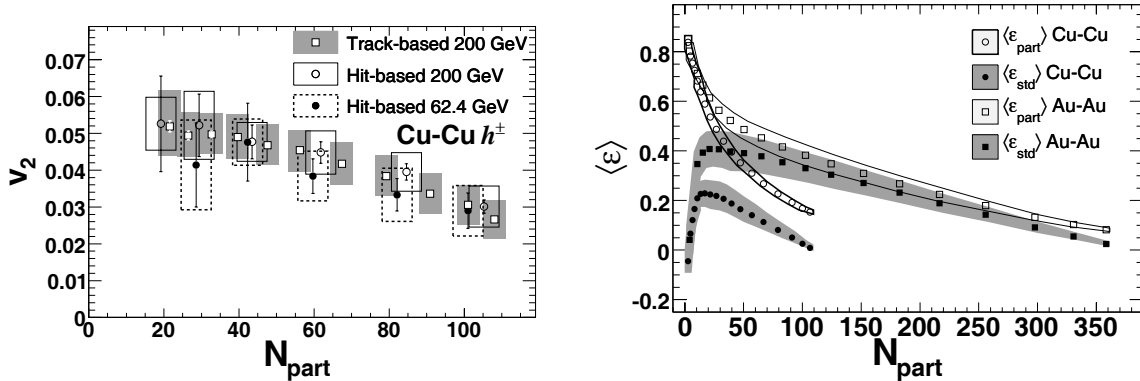 v2
0.07
0.06
0.05
0.04
0.03
0.02
0.01
0
0 20 40 60 80 100
Npart
Track-based 200 GeV
Hit-based 200 GeV
Hit-based 62.4 GeV
Cu-Cu h±
⟨ε⟩
0.8
0.6
0.4
0.2
0
-0.2
0 50 100 150 200 250 300 350
Npart
⟨εpart⟩ Cu-Cu
⟨εstd⟩ Cu-Cu
⟨εpart⟩ Au-Au
⟨εstd⟩ Au-Au